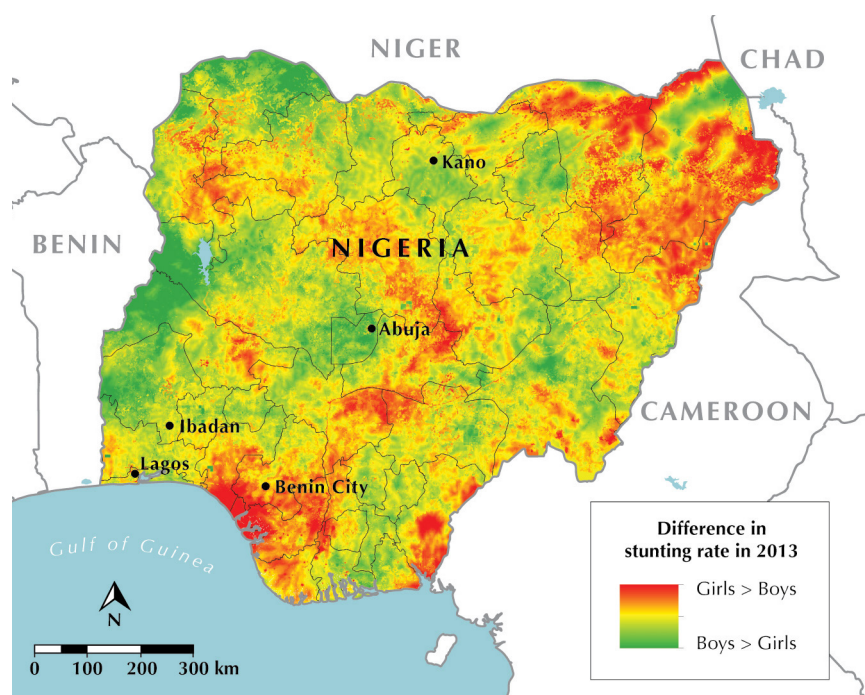 NIGER
CHAD
Kano
BENIN
NIGERIA
Abuja
CAMEROON
Ibadan
Lagos
Benin City
Gulf of Guinea
N
0 100 200 300 km
Difference in
stunting rate in 2013
Girls > Boys
Boys > Girls